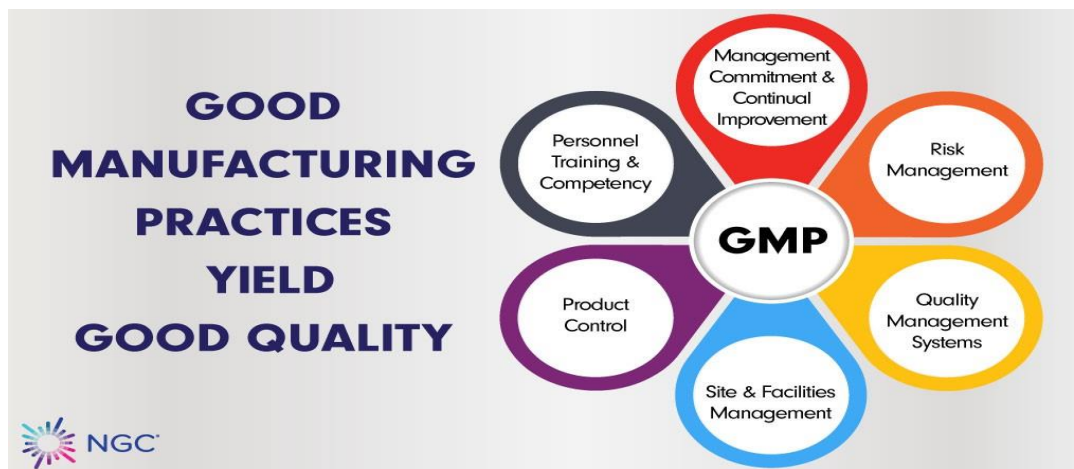 GOOD
MANUFACTURING
PRACTICES
YIELD
GOOD QUALITY
Management
Commitment &
Continual
Improvement
Risk
Management
Quality
Management
Systems
Site & Facilities
Management
Product
Control
Personnel
Training &
Competency
GMP
NGC